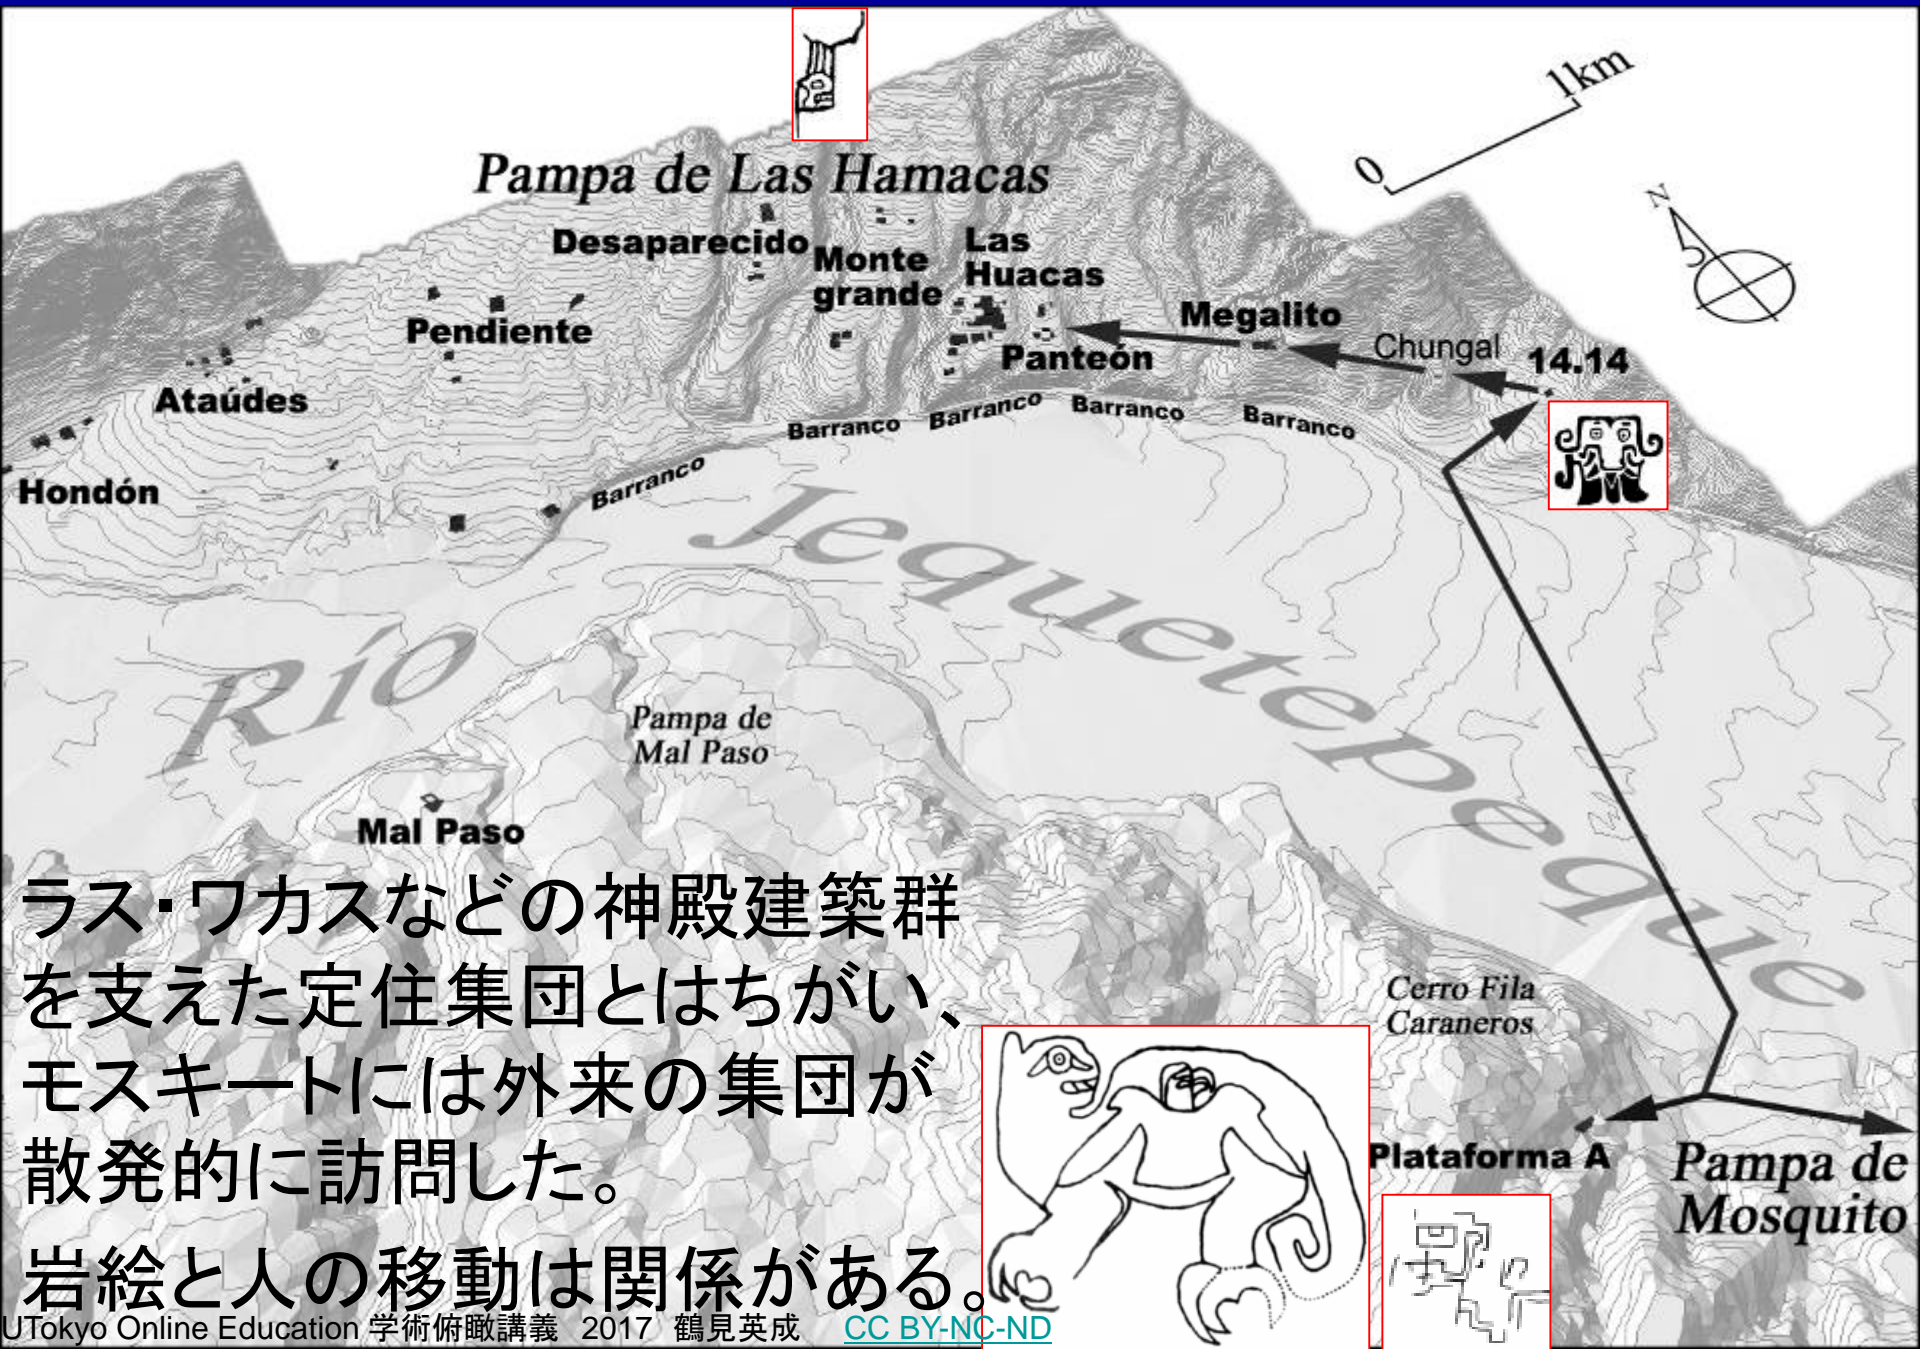 1km
0
N
Pampa de Las Hamacas
Desaparecido
Monte
grande
Las
Huacas
Pendiente
Megalito
Chungal
14.14
Panteón
Ataúdes
Barranco
Barranco
Barranco
Barranco
Barranco
Hondón
Río Jequetepeque
Pampa de
Mal Paso
Mal Paso
ラス・ワカスなどの神殿建築群
を支えた定住集団とはちがい、
モスキートには外来の集団が
散発的に訪問した。
岩絵と人の移動は関係がある。
Cerro Fila
Caraneros
Plataforma A
Pampa de
Mosquito
UTokyo Online Education 学術俯瞰講義 2017 鶴見英成 CC BY-NC-ND